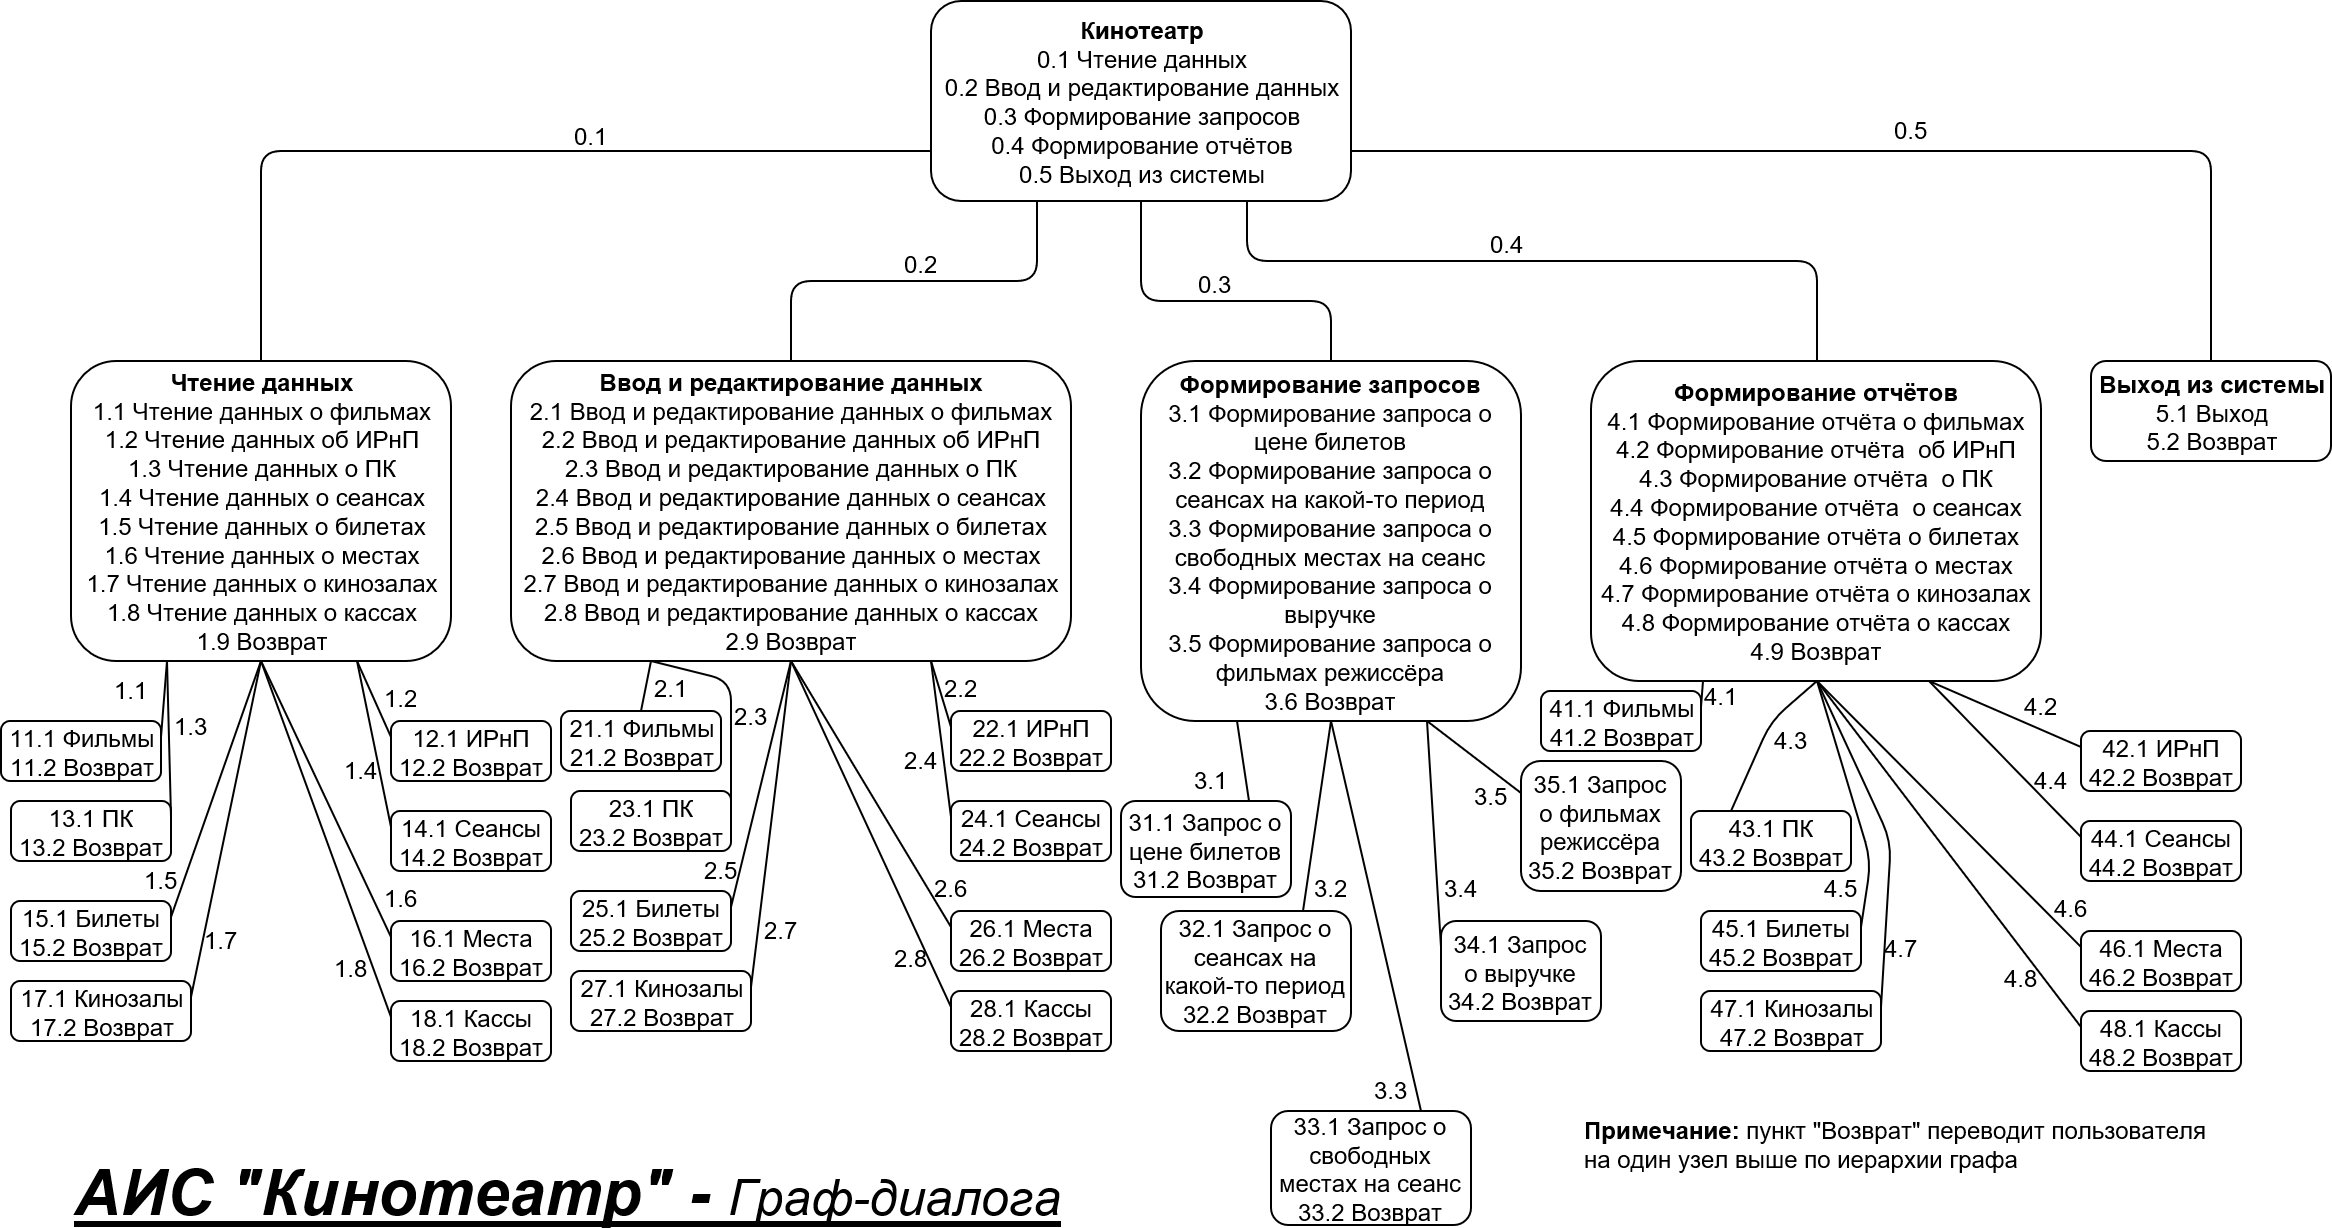 Кинотеатр
0.1 Чтение данных
0.2 Ввод и редактирование данных
0.3 Формирование запросов
0.4 Формирование отчётов
0.5 Выход из системы
0.1
0.2
0.3
0.4
0.5
Чтение данных
1.1 Чтение данных о фильмах
1.2 Чтение данных об ИРнП
1.3 Чтение данных о ПК
1.4 Чтение данных о сеансах
1.5 Чтение данных о билетах
1.6 Чтение данных о местах
1.7 Чтение данных о кинозалах
1.8 Чтение данных о кассах
1.9 Возврат
Ввод и редактирование данных
2.1 Ввод и редактирование данных о фильмах
2.2 Ввод и редактирование данных об ИРнП
2.3 Ввод и редактирование данных о ПК
2.4 Ввод и редактирование данных о сеансах
2.5 Ввод и редактирование данных о билетах
2.6 Ввод и редактирование данных о местах
2.7 Ввод и редактирование данных о кинозалах
2.8 Ввод и редактирование данных о кассах
2.9 Возврат
Формирование запросов
3.1 Формирование запроса о
цене билетов
3.2 Формирование запроса о
сеансах на какой-то период
3.3 Формирование запроса о
свободных местах на сеанс
3.4 Формирование запроса о
выручке
3.5 Формирование запроса о
фильмах режиссёра
3.6 Возврат
Формирование отчётов
4.1 Формирование отчёта о фильмах
4.2 Формирование отчёта об ИРнП
4.3 Формирование отчёта о ПК
4.4 Формирование отчёта о сеансах
4.5 Формирование отчёта о билетах
4.6 Формирование отчёта о местах
4.7 Формирование отчёта о кинозалах
4.8 Формирование отчёта о кассах
4.9 Возврат
Выход из системы
5.1 Выход
5.2 Возврат
1.1
1.2
1.3
1.4
1.5
1.6
1.7
1.8
11.1 Фильмы
11.2 Возврат
12.1 ИРнП
12.2 Возврат
13.1 ПК
13.2 Возврат
14.1 Сеансы
14.2 Возврат
15.1 Билеты
15.2 Возврат
16.1 Места
16.2 Возврат
17.1 Кинозалы
17.2 Возврат
18.1 Кассы
18.2 Возврат
2.1
2.2
2.3
2.4
2.5
2.6
2.7
2.8
21.1 Фильмы
21.2 Возврат
22.1 ИРнП
22.2 Возврат
23.1 ПК
23.2 Возврат
24.1 Сеансы
24.2 Возврат
25.1 Билеты
25.2 Возврат
26.1 Места
26.2 Возврат
27.1 Кинозалы
27.2 Возврат
28.1 Кассы
28.2 Возврат
3.1
3.2
3.3
3.4
3.5
31.1 Запрос о
цене билетов
31.2 Возврат
32.1 Запрос о
сеансах на
какой-то период
32.2 Возврат
33.1 Запрос о
свободных
местах на сеанс
33.2 Возврат
34.1 Запрос
о выручке
34.2 Возврат
35.1 Запрос
о фильмах
режиссёра
35.2 Возврат
4.1
4.2
4.3
4.4
4.5
4.6
4.7
4.8
41.1 Фильмы
41.2 Возврат
42.1 ИРнП
42.2 Возврат
43.1 ПК
43.2 Возврат
44.1 Сеансы
44.2 Возврат
45.1 Билеты
45.2 Возврат
46.1 Места
46.2 Возврат
47.1 Кинозалы
47.2 Возврат
48.1 Кассы
48.2 Возврат
Примечание: пункт "Возврат" переводит пользователя
на один узел выше по иерархии графа
АИС "Кинотеатр" - Граф-диалога